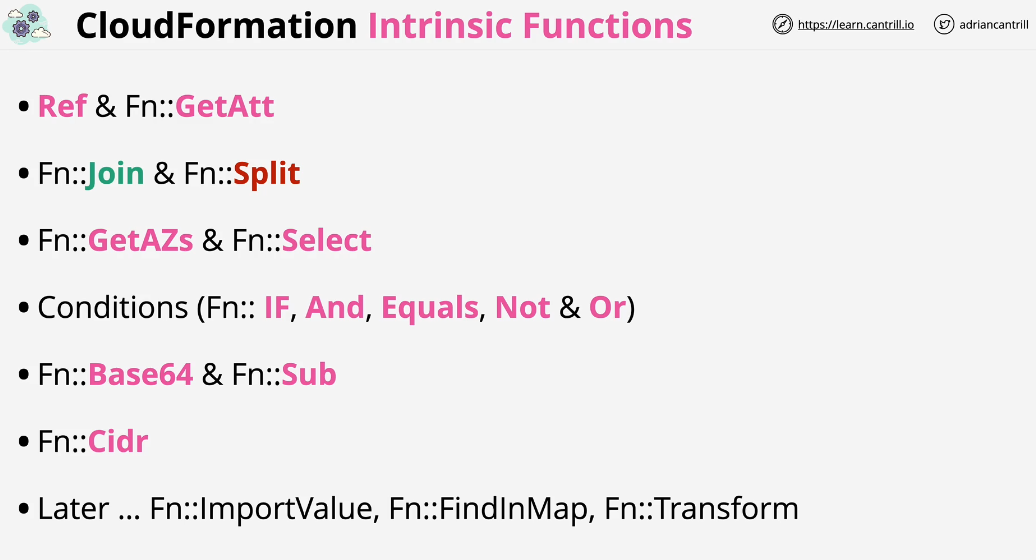 CloudFormation Intrinsic Functions
https://learn.cantrill.io
adriancantrill
• Ref & Fn::GetAtt
• Fn::Join & Fn::Split
• Fn::GetAZs & Fn::Select
• Conditions (Fn:: IF, And, Equals, Not & Or)
• Fn::Base64 & Fn::Sub
• Fn::Cidr
• Later ... Fn::ImportValue, Fn::FindInMap, Fn::Transform